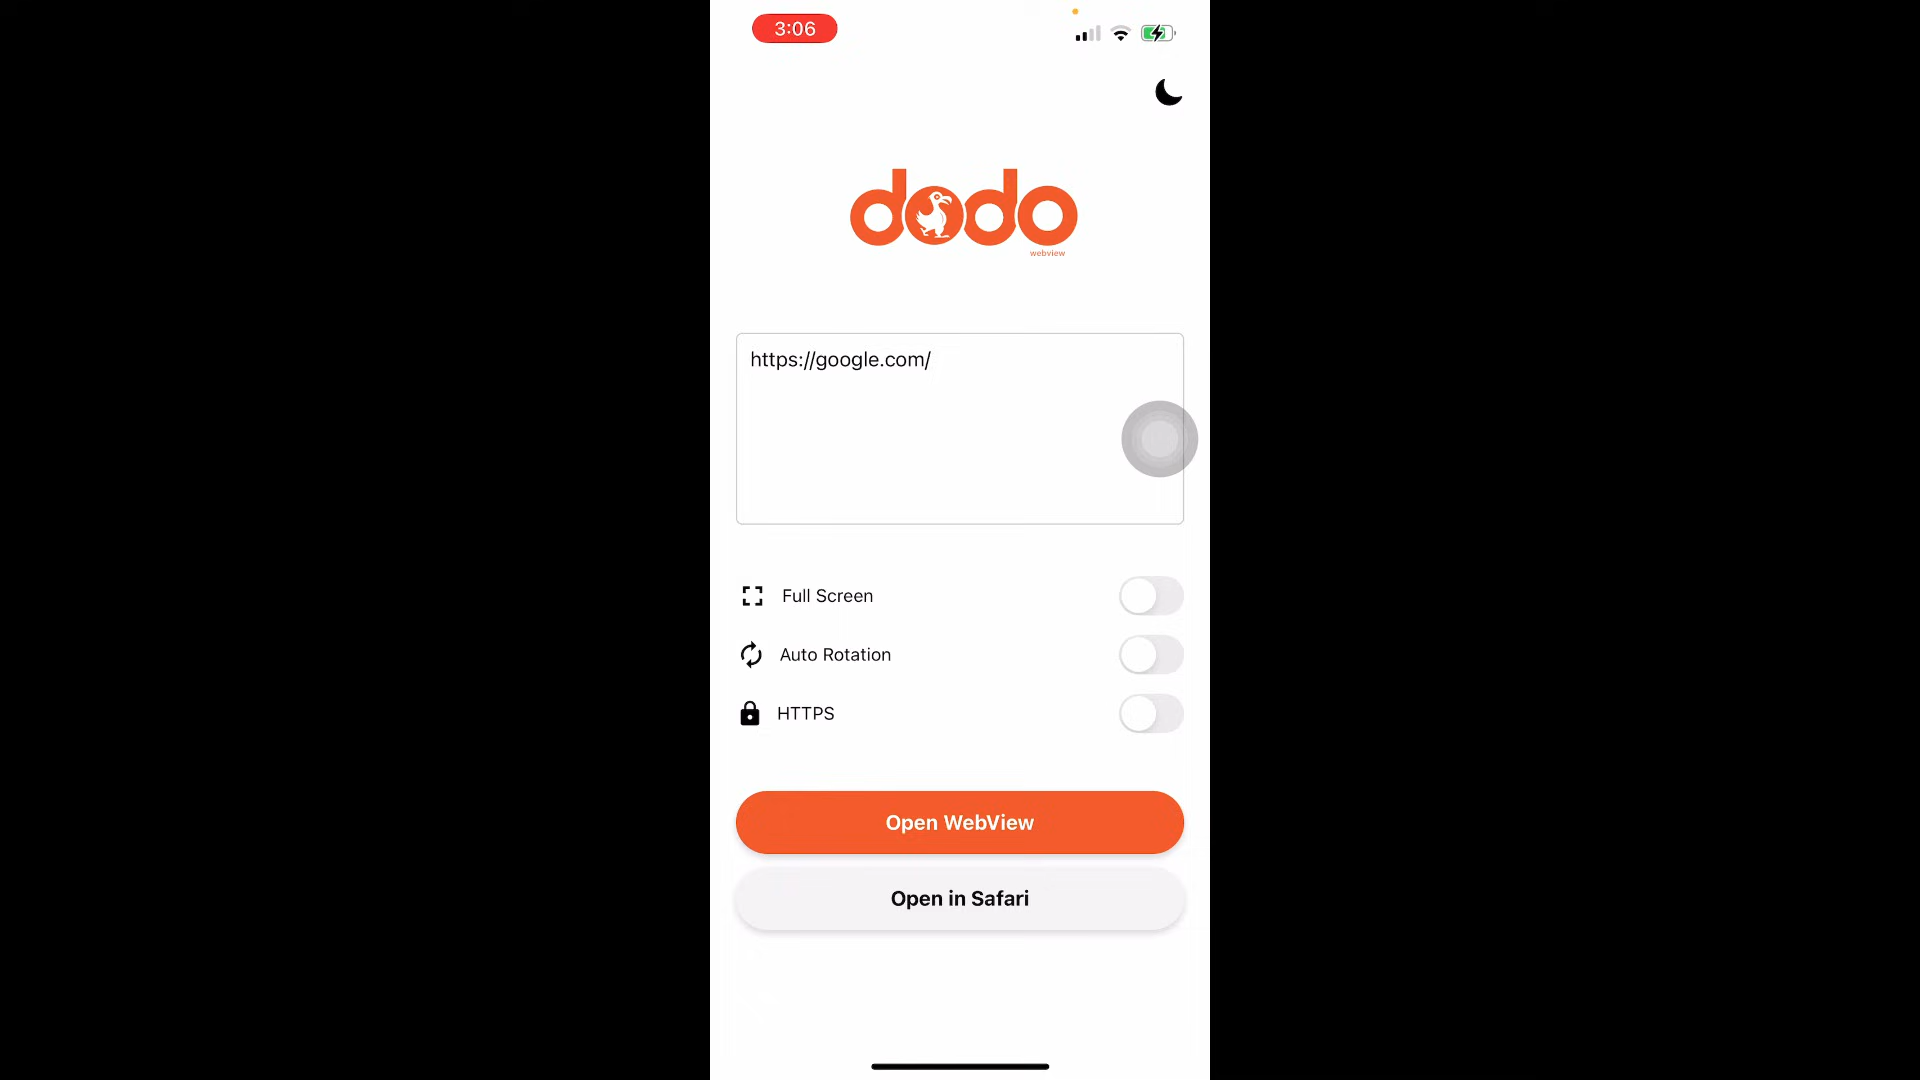 3:06
dodo
webview
https://google.com/
Full Screen
Auto Rotation
HTTPS
Open WebView
Open in Safari